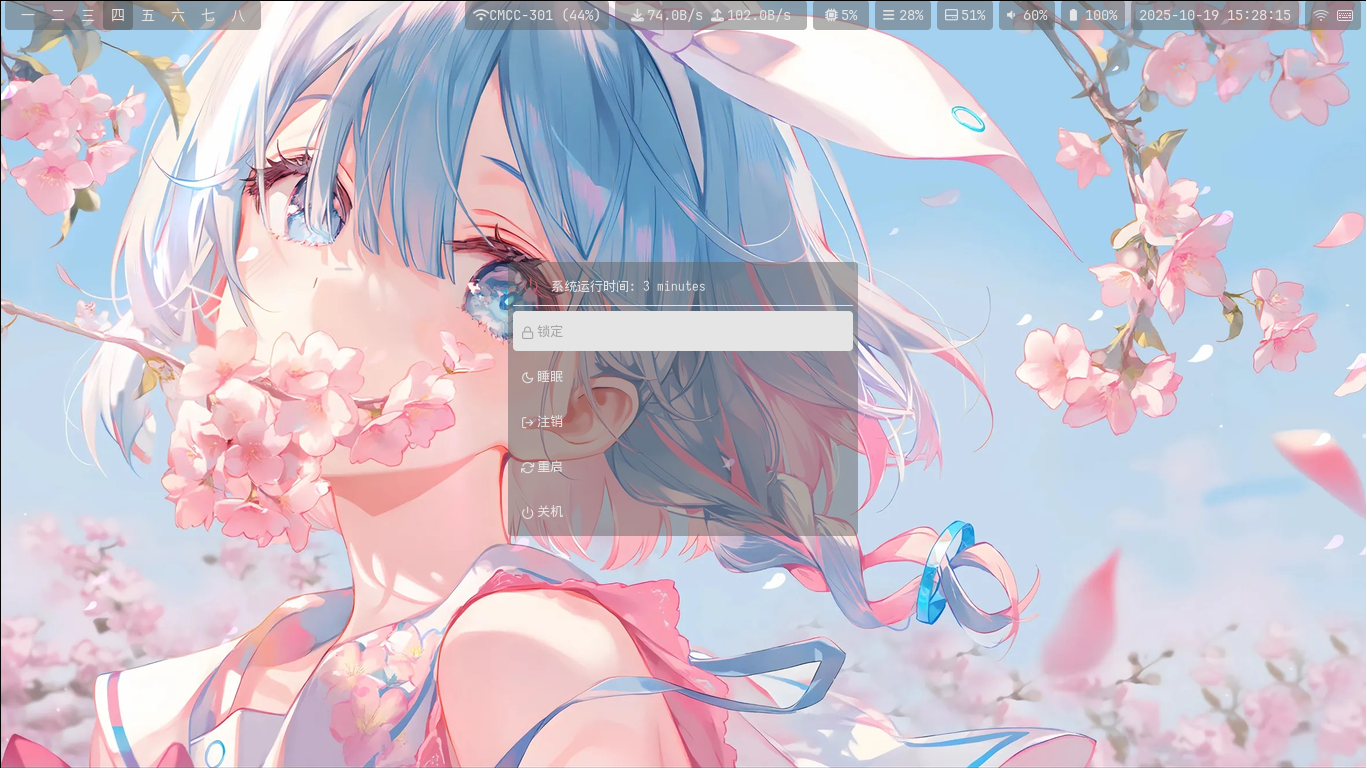 一 二 三 四 五 六 七 八 CMCC-301 (44%) 74.0B/s 102.0B/s 5% 28% 51% 60% 100% 2025-10-19 15:28:15
系统运行时间: 3 minutes
锁定
睡眠
注销
重启
关机